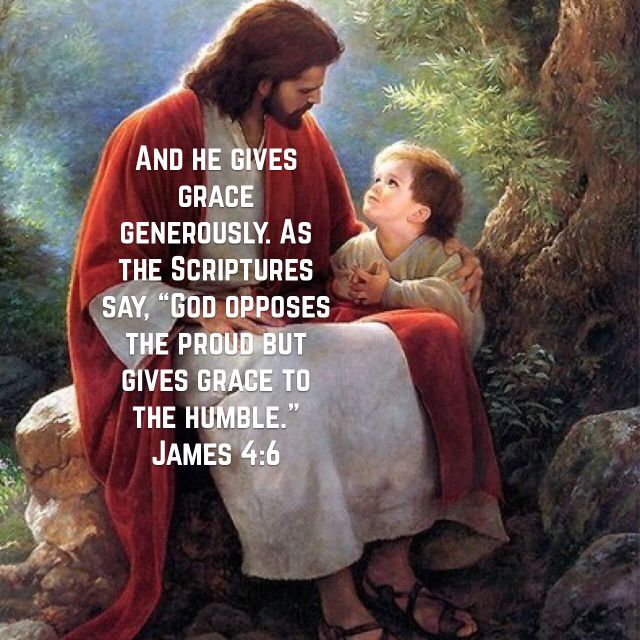 And he gives
grace
generously. As
the Scriptures
say, “God opposes
the proud but
gives grace to
the humble.”
James 4:6